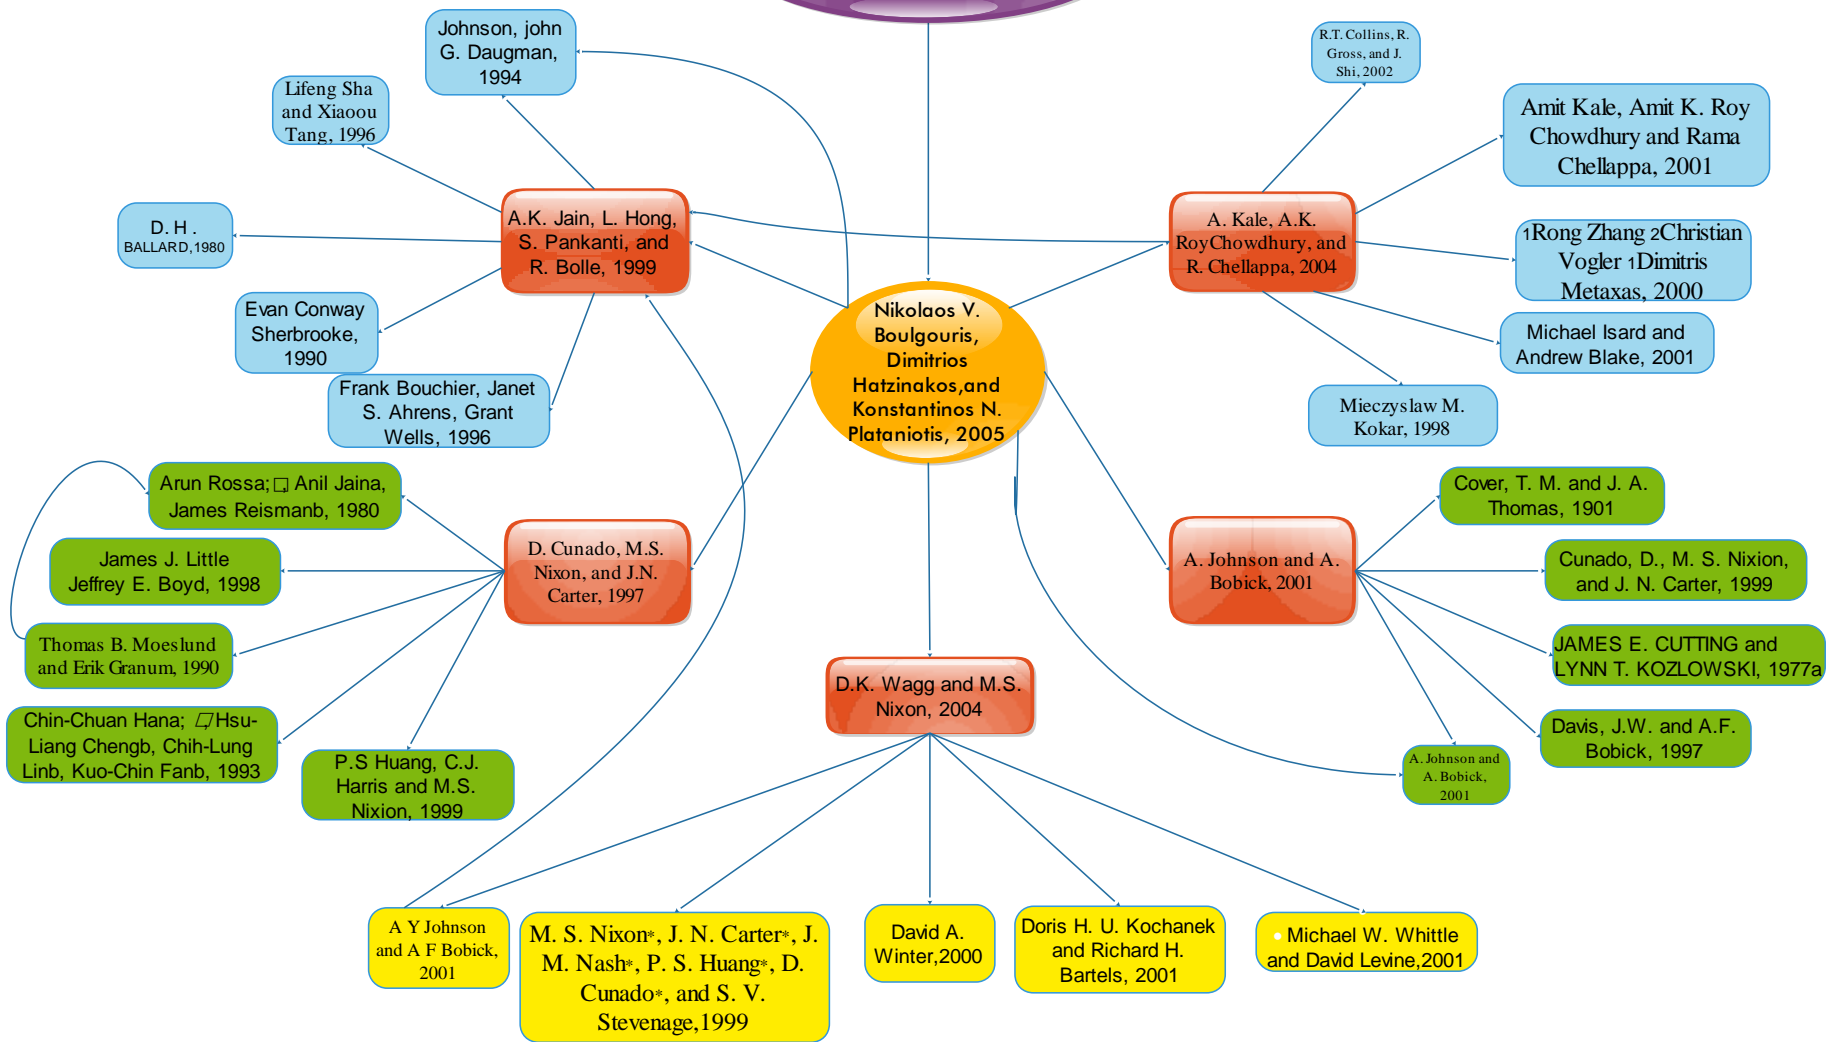 Johnson, john
G. Daugman,
1994
R.T. Collins, R.
Gross, and J.
Shi, 2002
Lifeng Sha
and Xiaoou
Tang, 1996
Amit Kale, Amit K. Roy
Chowdhury and Rama
Chellappa, 2001
D. H .
BALLARD,1980
A.K. Jain, L. Hong,
S. Pankanti, and
R. Bolle, 1999
A. Kale, A.K.
RoyChowdhury, and
R. Chellappa, 2004
1Rong Zhang 2Christian
Vogler 1Dimitris
Metaxas, 2000
Evan Conway
Sherbrooke,
1990
Nikolaos V.
Boulgouris,
Dimitrios
Hatzinakos,and
Konstantinos N.
Plataniotis, 2005
Michael Isard and
Andrew Blake, 2001
Frank Bouchier, Janet
S. Ahrens, Grant
Wells, 1996
Mieczyslaw M.
Kokar, 1998
Arun Rossa;□, Anil Jaina,
James Reismanb, 1980
Cover, T. M. and J. A.
Thomas, 1901
James J. Little
Jeffrey E. Boyd, 1998
D. Cunado, M.S.
Nixon, and J.N.
Carter, 1997
A. Johnson and A.
Bobick, 2001
Cunado, D., M. S. Nixion,
and J. N. Carter, 1999
Thomas B. Moeslund
and Erik Granum, 1990
JAMES E. CUTTING and
LYNN T. KOZLOWSKI, 1977a
D.K. Wagg and M.S.
Nixon, 2004
Chin-Chuan Hana; □Hsu-
Liang Chengb, Chih-Lung
Linb, Kuo-Chin Fanb, 1993
P.S Huang, C.J.
Harris and M.S.
Nixion, 1999
Davis, J.W. and A.F.
Bobick, 1997
A. Johnson and
A. Bobick,
2001
A Y Johnson
and A F Bobick,
2001
M. S. Nixon*, J. N. Carter*, J.
M. Nash*, P. S. Huang*, D.
Cunado*, and S. V.
Stevenage,1999
David A.
Winter,2000
Doris H. U. Kochanek
and Richard H.
Bartels, 2001
• Michael W. Whittle
and David Levine,2001